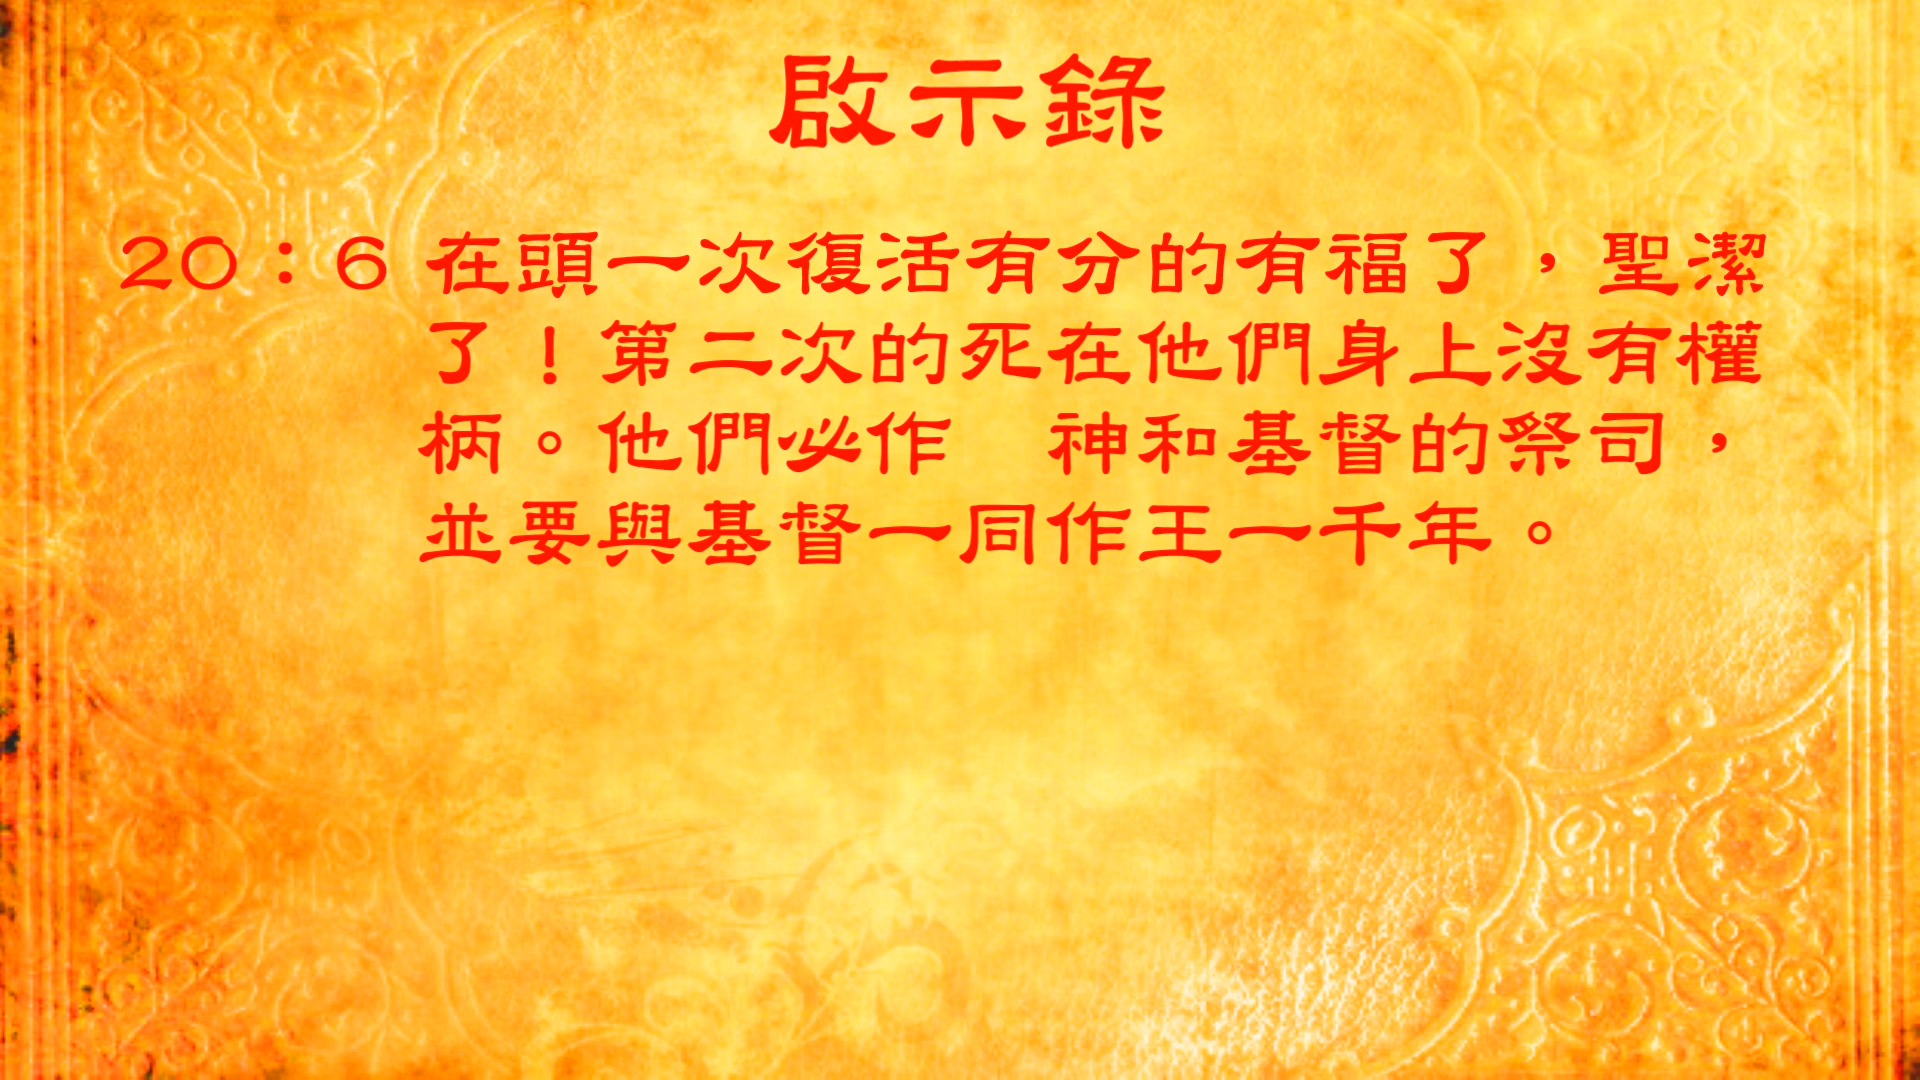 啟示錄
20：6 在頭一次復活有分的有福了，聖潔
了！第二次的死在他們身上沒有權
柄。他們必作　神和基督的祭司，
並要與基督一同作王一千年。